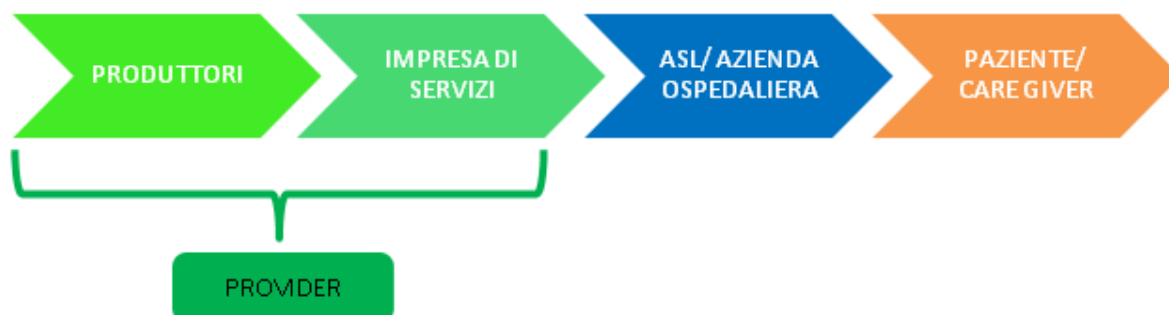 PRODUTTORI
IMPRESA DI
SERVIZI
ASL/ AZIENDA
OSPEDALIERA
PAZIENTE/
CARE GIVER
PROVIDER